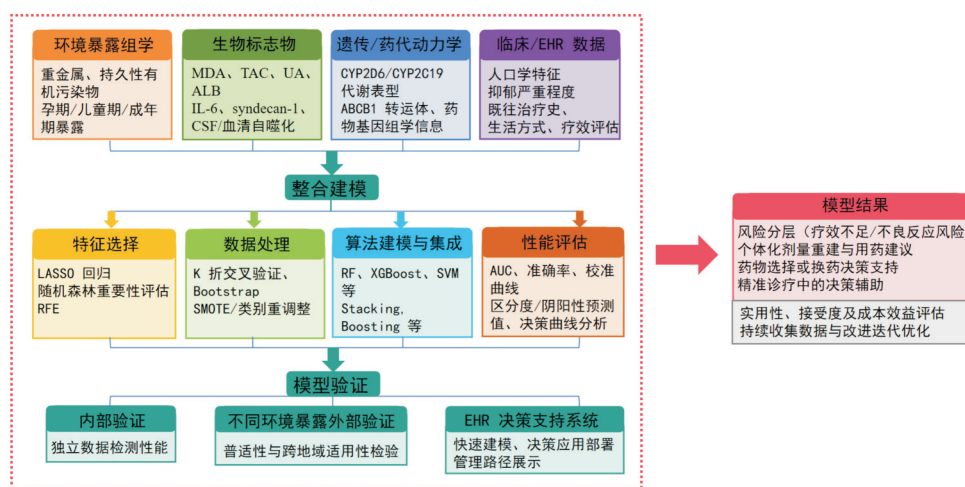 环境暴露组学
重金属、持久性有
机污染物
孕期/儿童期/成年
期暴露
生物标志物
MDA、TAC、UA、
ALB
IL-6、syndecan-1、
CSF/血清自噬化
遗传/药代动力学
CYP2D6/CYP2C19
代谢表型
ABCB1 转运体、药
物基因组学信息
临床/EHR 数据
人口学特征
抑郁严重程度
既往治疗史、
生活方式、疗效评估
整合建模
特征选择
LASSO 回归
随机森林重要性评估
RFE
数据处理
K 折交叉验证、
Bootstrap
SMOTE/类别重调整
算法建模与集成
RF、XGBoost、SVM
等
Stacking,
Boosting 等
性能评估
AUC、准确率、校准
曲线
区分度/阴阳性预测
值、决策曲线分析
模型验证
内部验证
独立数据检测性能
不同环境暴露外部验证
普适性与跨地域适用性检验
EHR 决策支持系统
快速建模、决策应用部署
管理路径展示
模型结果
风险分层（疗效不足/不良反应风险
个体化剂量重建与用药建议
药物选择或换药决策支持
精准诊疗中的决策辅助
实用性、接受度及成本效益评估
持续收集数据与改进迭代优化